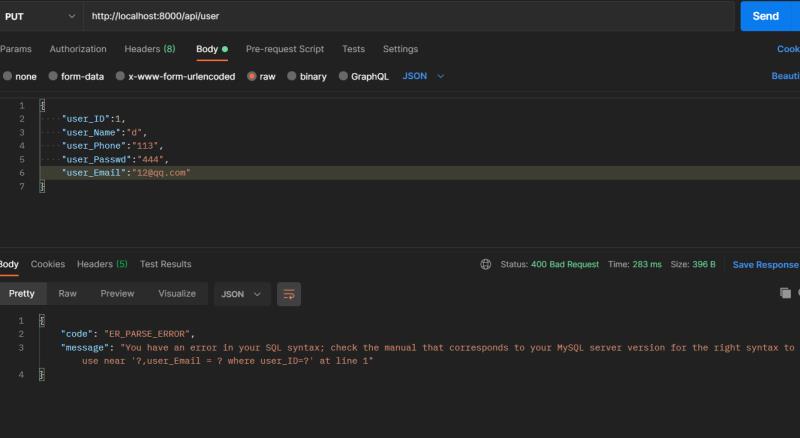 PUT http://localhost:8000/api/user Send
Params Authorization Headers (8) Body Pre-request Script Tests Settings Cook
none form-data x-www-form-urlencoded raw binary GraphQL JSON Beauti
1 {
2 "user_ID":1,
3 "user_Name":"d",
4 "user_Phone":"113",
5 "user_Passwd":"444",
6 "user_Email":"12@qq.com"
7 }
Body Cookies Headers (5) Test Results Status: 400 Bad Request Time: 283 ms Size: 396 B Save Response
Pretty Raw Preview Visualize JSON
1 {
2 "code": "ER_PARSE_ERROR",
3 "message": "You have an error in your SQL syntax; check the manual that corresponds to your MySQL server version for the right syntax to
use near '?,user_Email = ? where user_ID=?' at line 1"
4 }